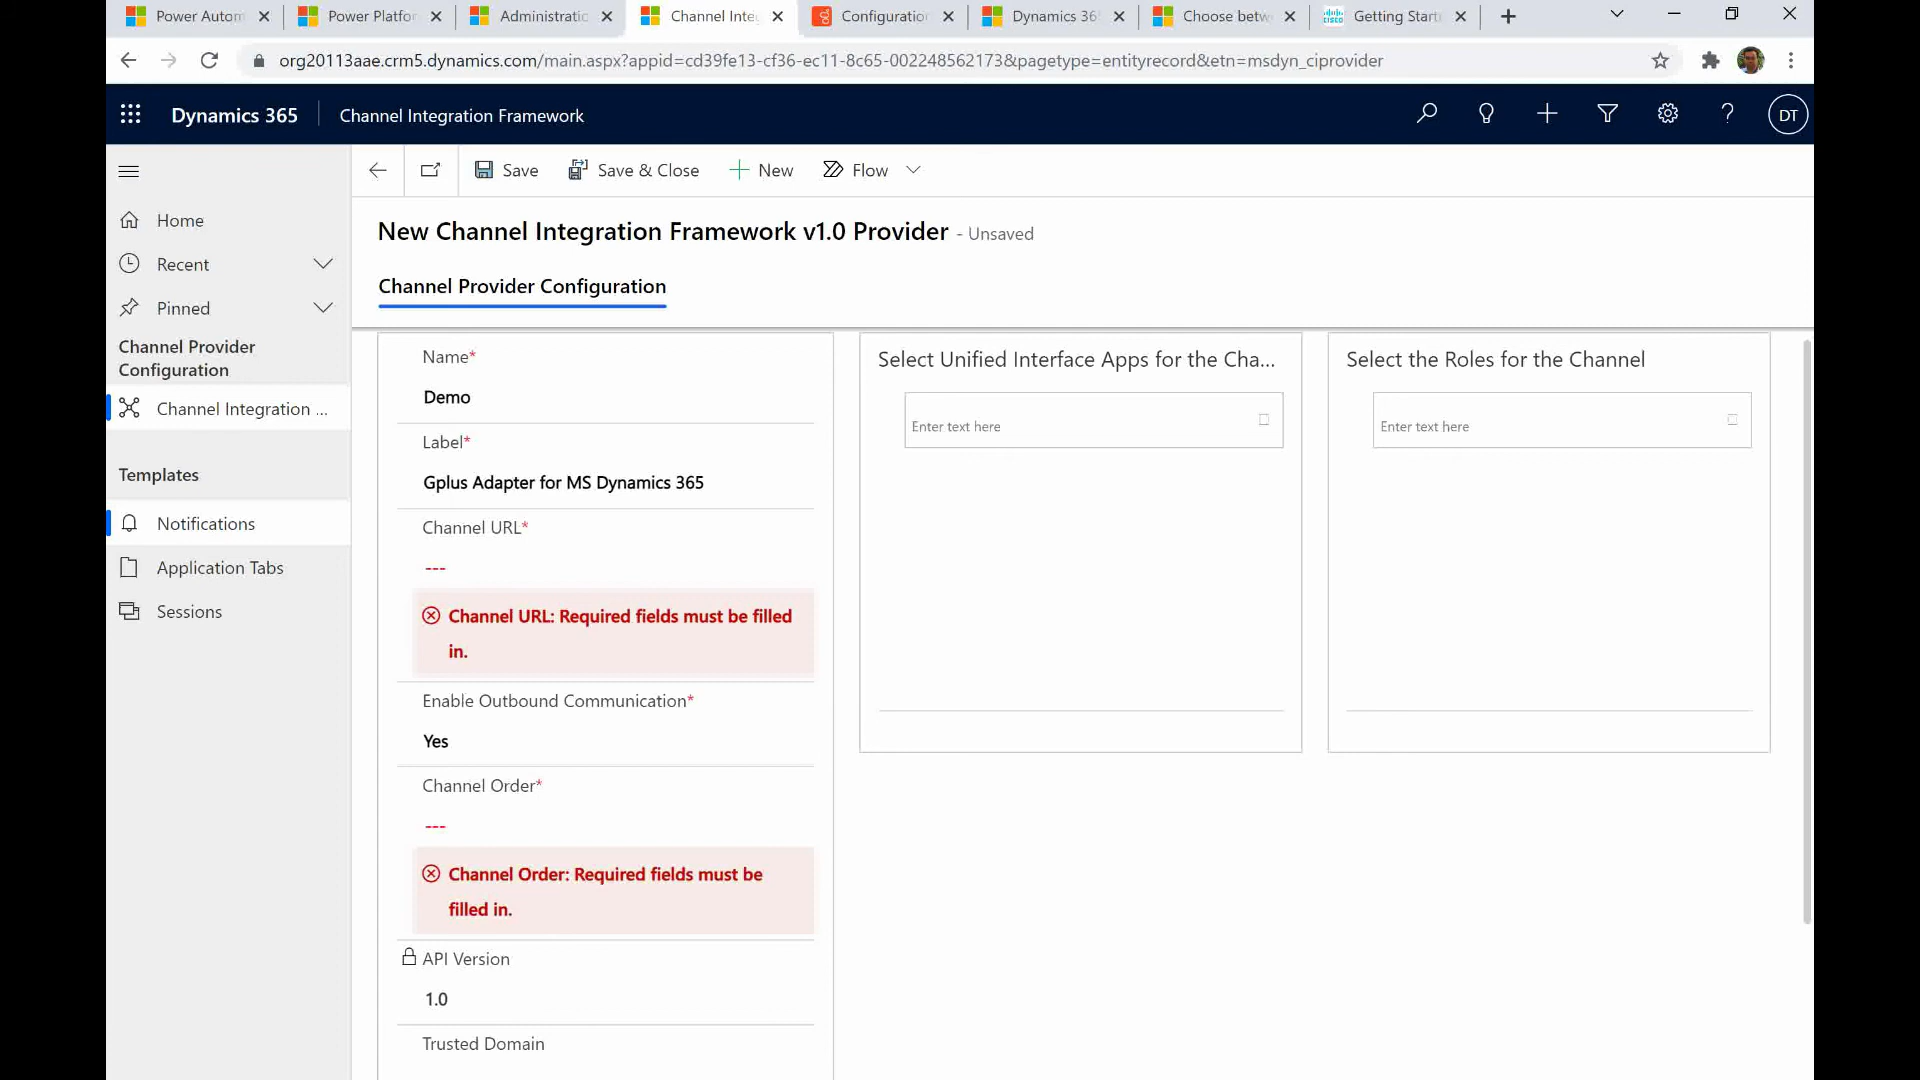 Power Autom
Power Platfor
Administratic
Channel Inte
Configuration
Dynamics 36
Choose betw
Getting Start
org20113aae.crm5.dynamics.com/main.aspx?appid=cd39fe13-cf36-ec11-8c65-002248562173&pagetype=entityrecord&etn=msdyn_ciprovider
Dynamics 365
Channel Integration Framework
DT
Save
Save & Close
New
Flow
Home
Recent
Pinned
Channel Provider
Configuration
Channel Integration ...
Templates
Notifications
Application Tabs
Sessions
New Channel Integration Framework v1.0 Provider - Unsaved
Channel Provider Configuration
Name*
Demo
Label*
Gplus Adapter for MS Dynamics 365
Channel URL*
---
Channel URL: Required fields must be filled
in.
Enable Outbound Communication*
Yes
Channel Order*
---
Channel Order: Required fields must be
filled in.
API Version
1.0
Trusted Domain
Select Unified Interface Apps for the Cha...
Enter text here
Select the Roles for the Channel
Enter text here